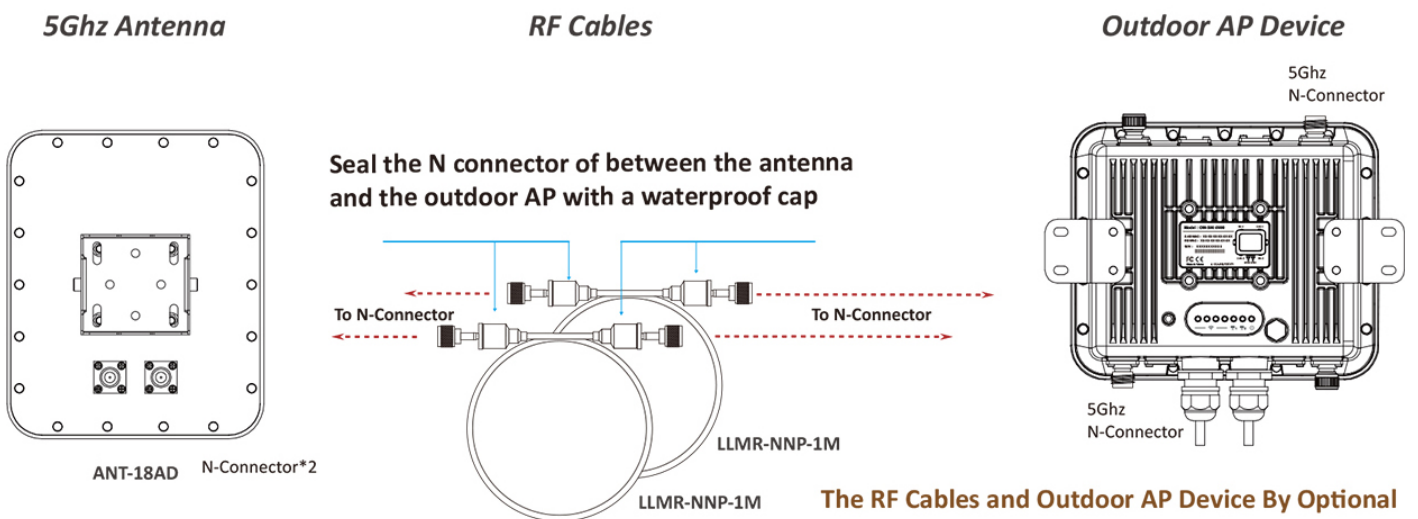 5Ghz Antenna
RF Cables
Outdoor AP Device
5Ghz
N-Connector
Seal the N connector of between the antenna
and the outdoor AP with a waterproof cap
To N-Connector
To N-Connector
5Ghz
N-Connector
LLMR-NNP-1M
ANT-18AD
N-Connector*2
LLMR-NNP-1M
The RF Cables and Outdoor AP Device By Optional